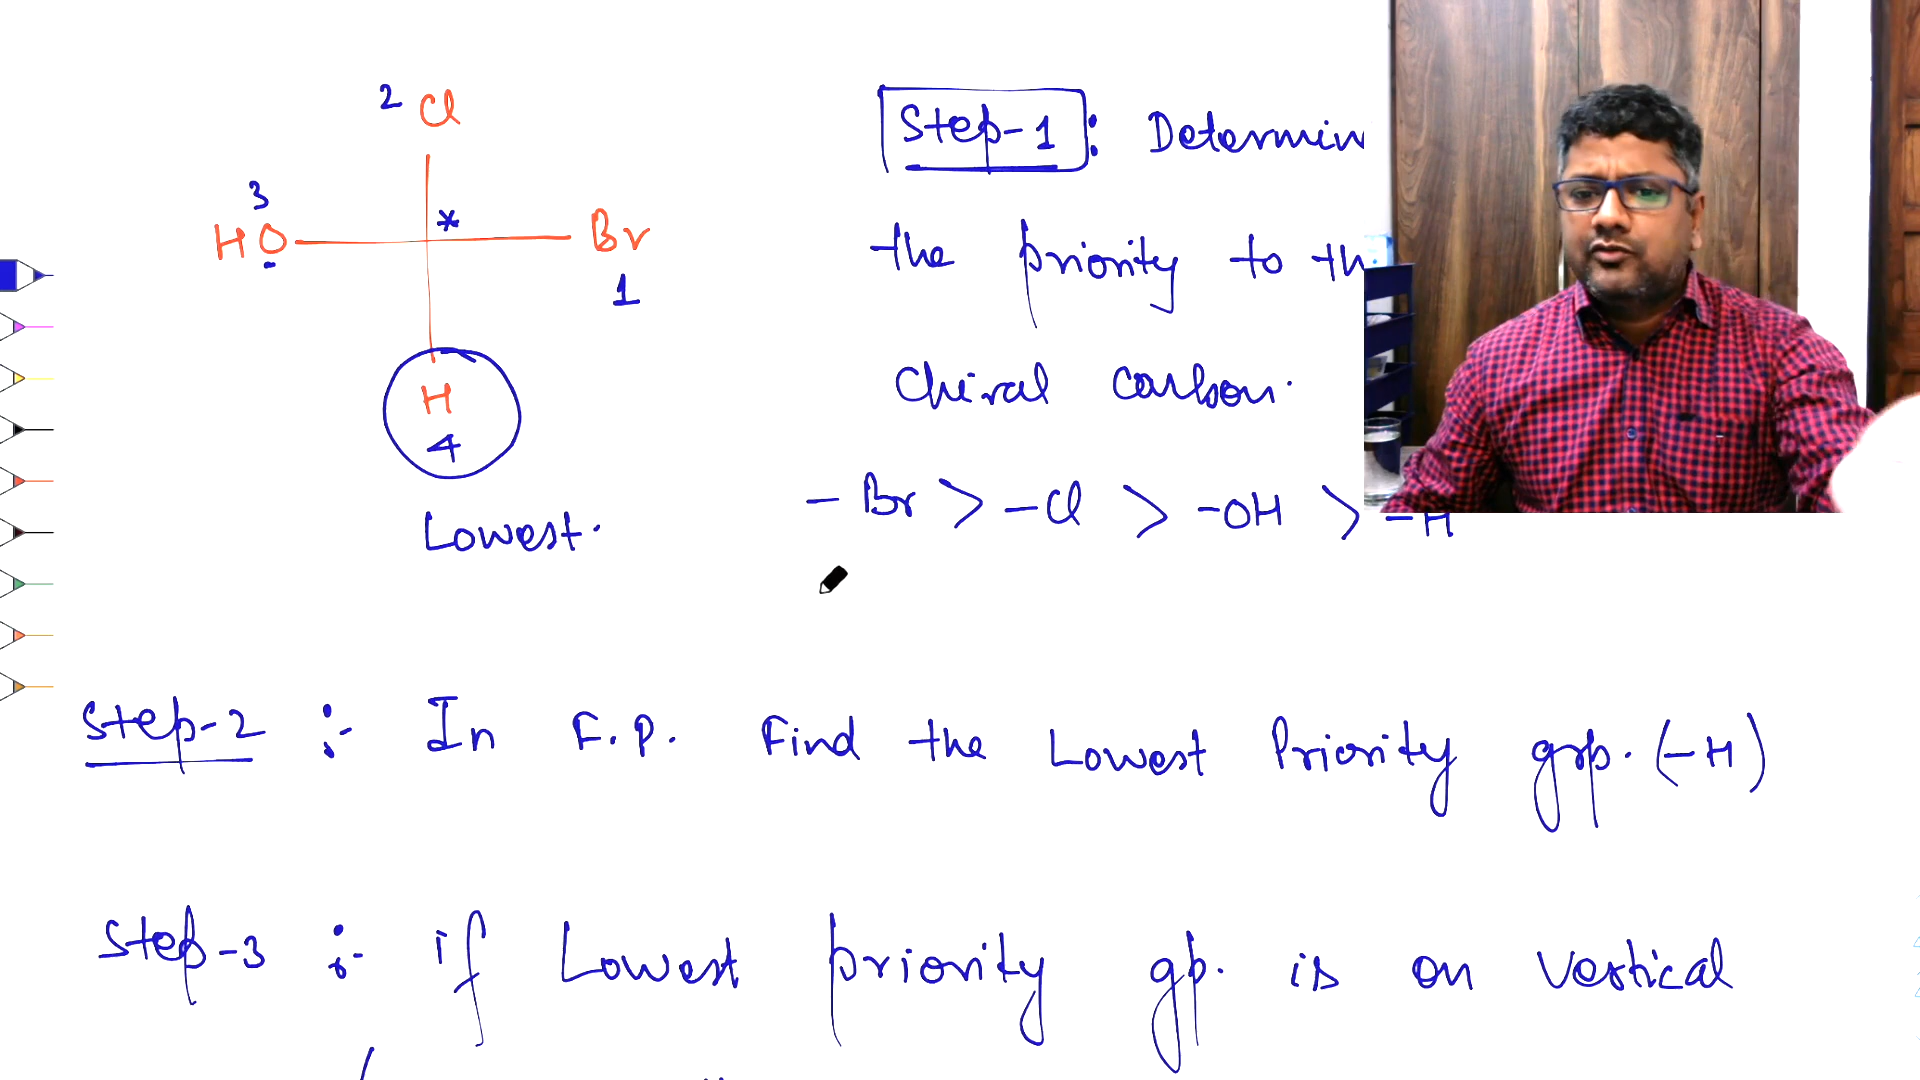 2 Cl
3
HO * Br
1
H
4
Lowest.
Step-1 : Determin
the priority to th
Chiral carbon.
- Br > - Cl > -OH > -H
Step-2 :- In F.P. Find the Lowest Priority grp. (-H)
Step-3 :- if Lowest priority gp. is on vertical